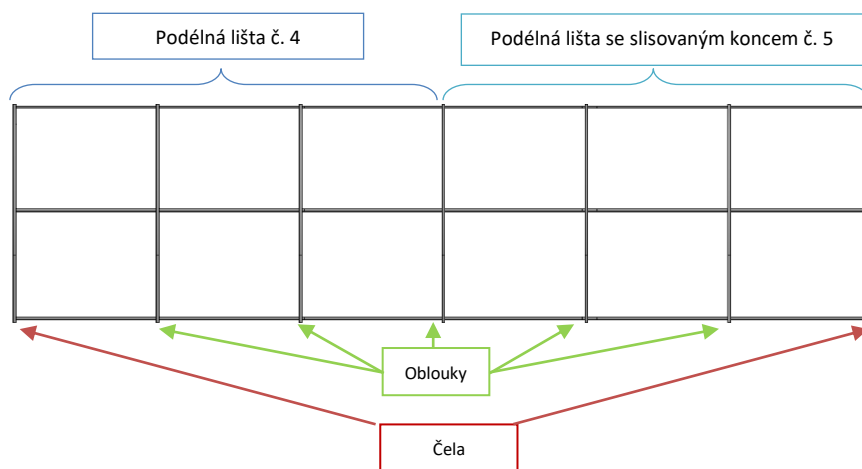 Podélná lišta č. 4
Podélná lišta se slisovaným koncem č. 5
Oblouky
Čela